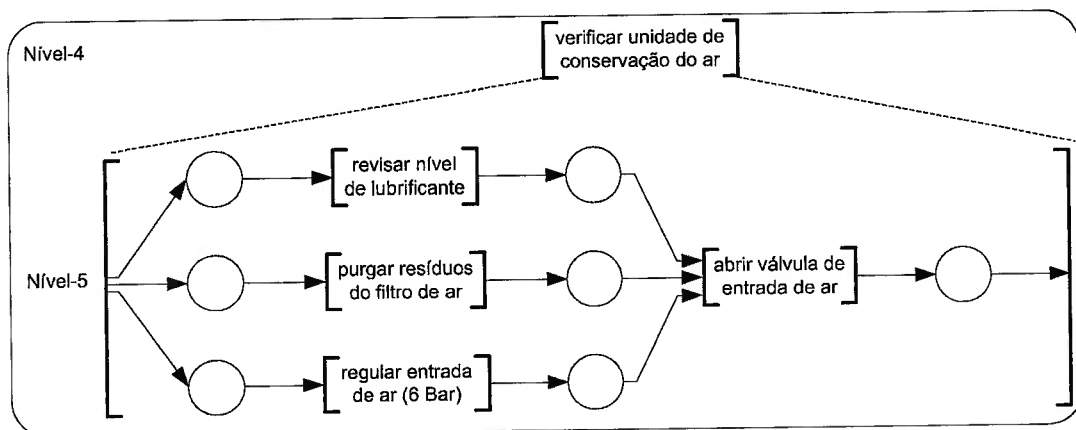 Nível-4
verificar unidade de
conservação do ar
revisar nível
de lubrificante
Nível-5
purgar resíduos
do filtro de ar
abrir válvula de
entrada de ar
regular entrada
de ar (6 Bar)